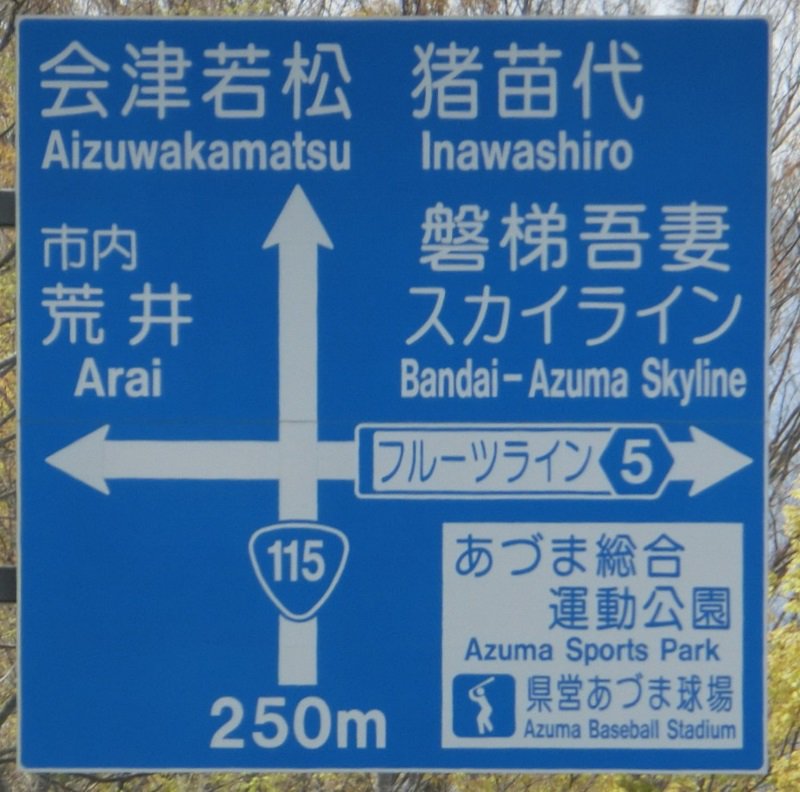 会津若松 猪苗代
Aizuwakamatsu Inawashiro
市内
荒井
Arai
磐梯吾妻
スカイライン
Bandai-Azuma Skyline
フルーツライン 5
115
250m
あづま総合
運動公園
Azuma Sports Park
県営あづま球場
Azuma Baseball Stadium